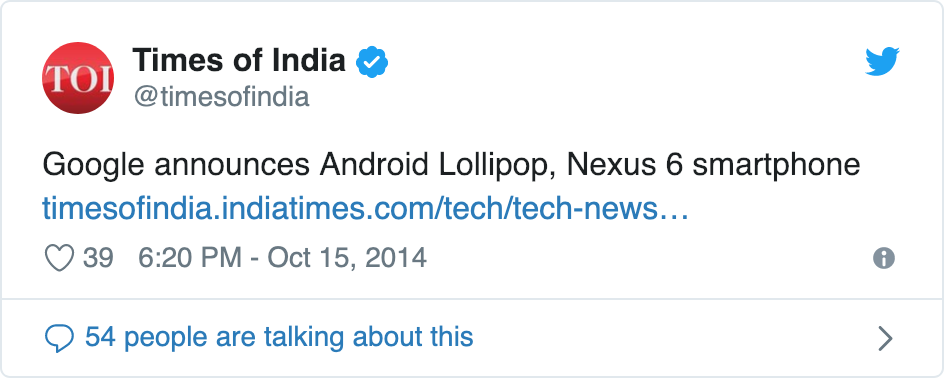 TOI
Times of India
@timesofindia
Google announces Android Lollipop, Nexus 6 smartphone
timesofindia.indiatimes.com/tech/tech-news…
39 6:20 PM - Oct 15, 2014
54 people are talking about this